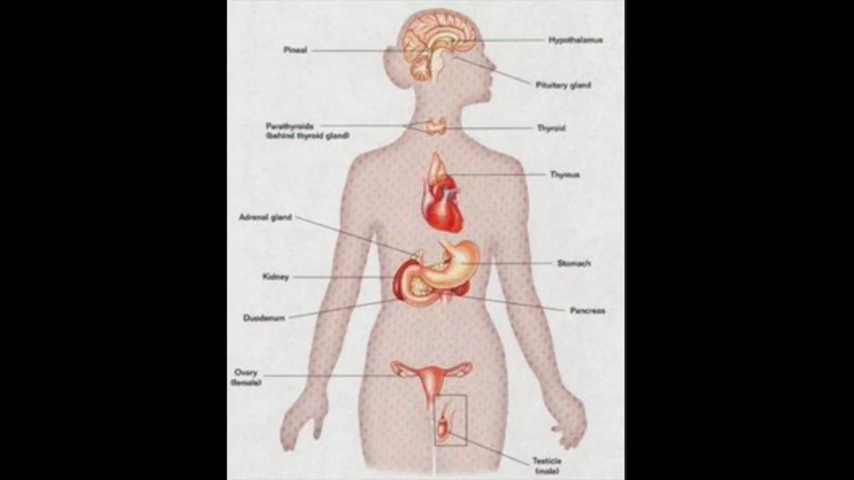 Hypothalamus
Pineal
Pituitary gland
Parathyroids
(behind thyroid gland)
Thyroid
Thymus
Adrenal gland
Stomach
Kidney
Pancreas
Duodenum
Ovary
(female)
Testicle
(male)